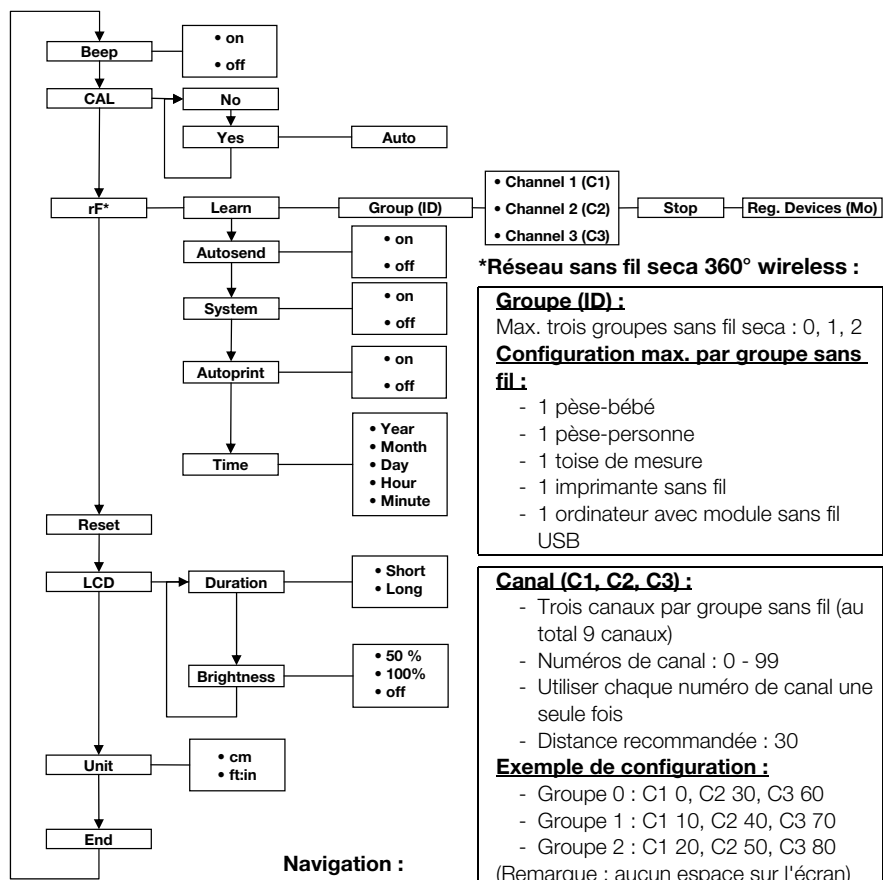 Beep
• on
• off
CAL
No
Yes
Auto
rF*
Learn
Group (ID)
• Channel 1 (C1)
• Channel 2 (C2)
• Channel 3 (C3)
Stop
Reg. Devices (Mo)
Autosend
• on
• off
System
• on
• off
Autoprint
• on
• off
Time
• Year
• Month
• Day
• Hour
• Minute
Reset
LCD
Duration
• Short
• Long
Brightness
• 50 %
• 100%
• off
Unit
• cm
• ft:in
End
Navigation :
*Réseau sans fil seca 360° wireless :
Groupe (ID) :
Max. trois groupes sans fil seca : 0, 1, 2
Configuration max. par groupe sans
fil :
- 1 pèse-bébé
- 1 pèse-personne
- 1 toise de mesure
- 1 imprimante sans fil
- 1 ordinateur avec module sans fil
USB
Canal (C1, C2, C3) :
- Trois canaux par groupe sans fil (au
total 9 canaux)
- Numéros de canal : 0 - 99
- Utiliser chaque numéro de canal une
seule fois
- Distance recommandée : 30
Exemple de configuration :
- Groupe 0 : C1 0, C2 30, C3 60
- Groupe 1 : C1 10, C2 40, C3 70
- Groupe 2 : C1 20, C2 50, C3 80
(Remarque : aucun espace sur l'écran)